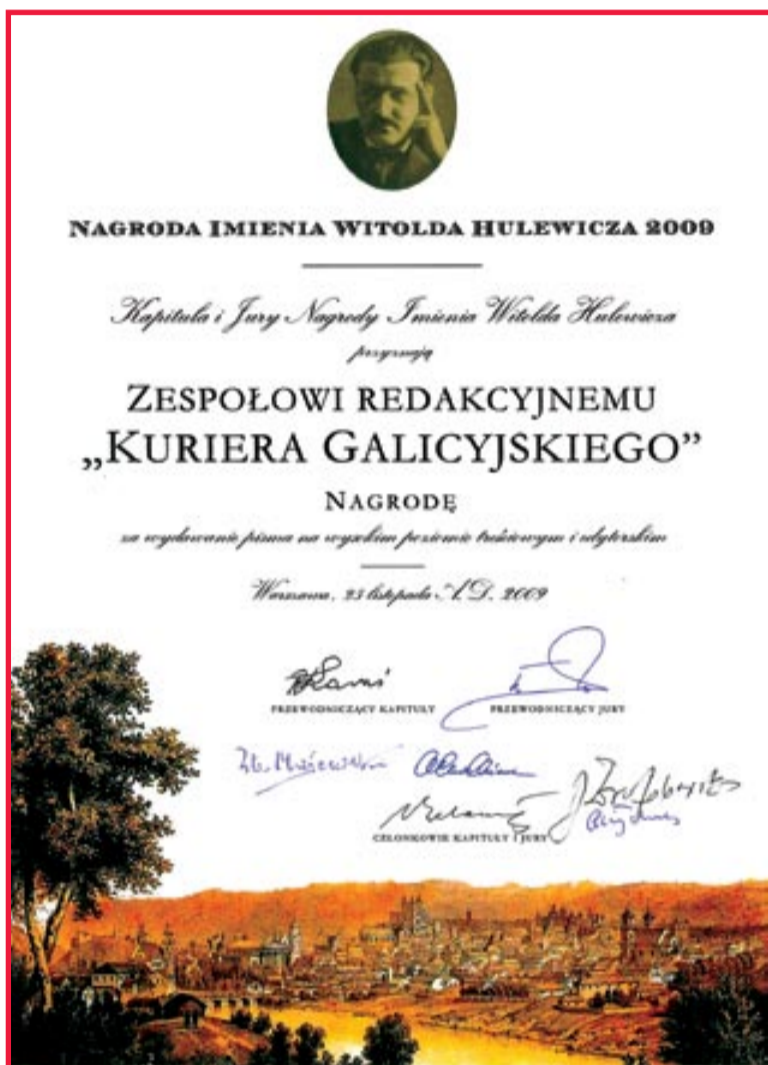 NAGRODA IMIENIA WITOLDA HULEWICZA 2009
Kapituła i Jury Nagrody Imienia Witolda Hulewicza
przyznają
ZESPOŁOWI REDAKCYJNEMU
„KURIERA GALICYJSKIEGO”
NAGRODĘ
za wydawanie pisma na wysokim poziomie treściowym i edytorskim
Warszawa, 25 listopada A.D. 2009
PRZEWODNICZĄCY KAPITUŁY PRZEWODNICZĄCY JURY
CZŁONKOWIE KAPITUŁY I JURY